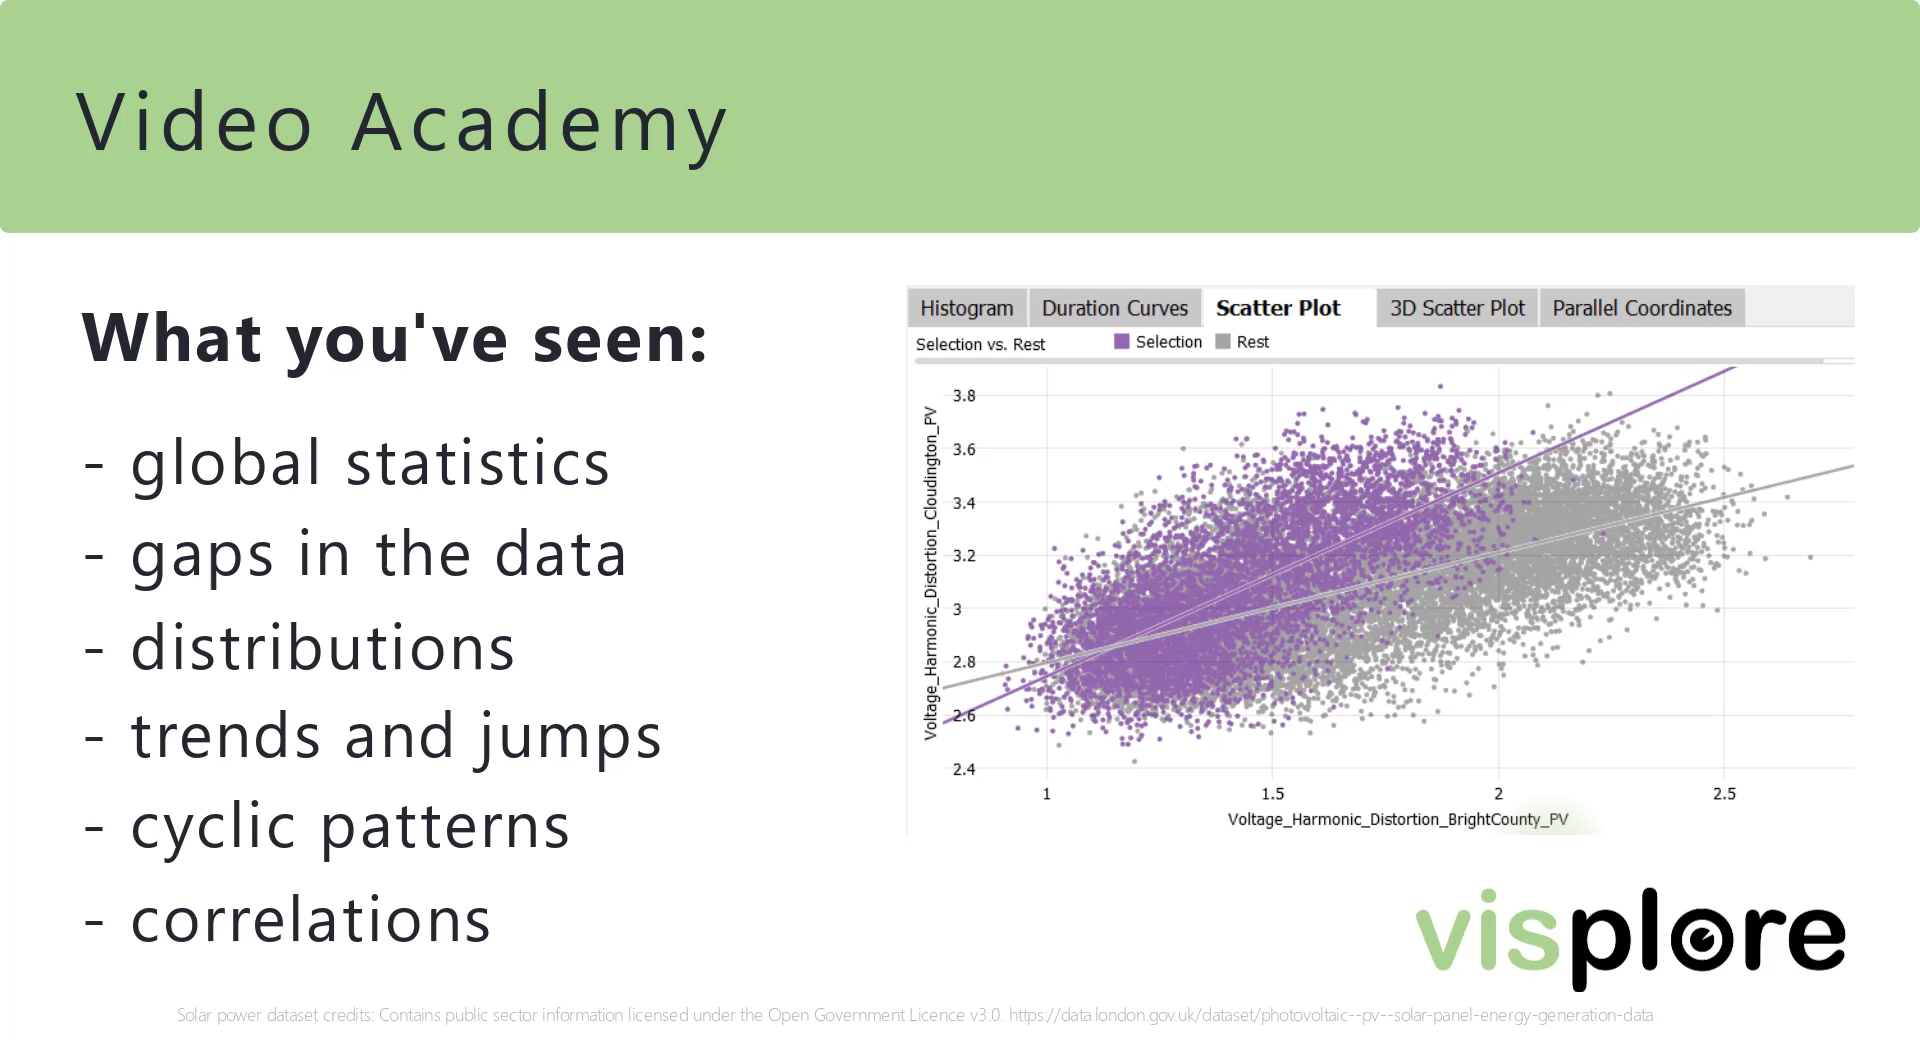 Video Academy
What you've seen:
- global statistics
- gaps in the data
- distributions
- trends and jumps
- cyclic patterns
- correlations
Histogram Duration Curves Scatter Plot 3D Scatter Plot Parallel Coordinates
Selection vs. Rest Selection Rest
Voltage_Harmonic_Distortion_Cloudington_PV
3.8
3.6
3.4
3.2
3
2.8
2.6
2.4
1 1.5 2 2.5
Voltage_Harmonic_Distortion_BrightCounty_PV
visplore
Solar power dataset credits: Contains public sector information licensed under the Open Government Licence v3.0. https://data.london.gov.uk/dataset/photovoltaic--pv--solar-panel-energy-generation-data